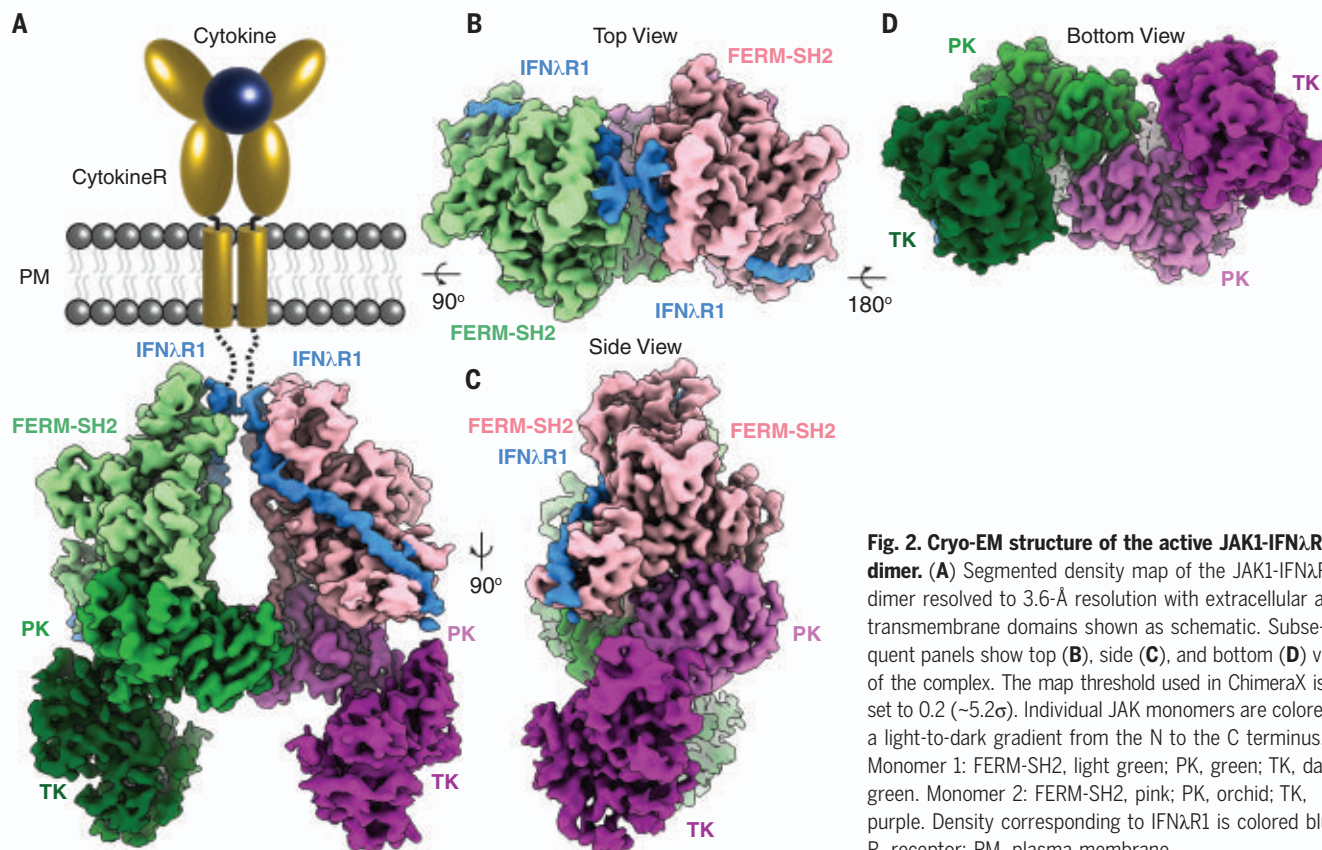 A
Cytokine
CytokineR
PM
IFNλR1
IFNλR1
FERM-SH2
PK
PK
TK
TK
B
Top View
IFNλR1
FERM-SH2
90°
FERM-SH2
IFNλR1
180°
C
Side View
FERM-SH2
FERM-SH2
IFNλR1
90°
PK
TK
D
Bottom View
PK
TK
TK
PK
Fig. 2. Cryo-EM structure of the active JAK1-IFNλR
dimer. (A) Segmented density map of the JAK1-IFNλR
dimer resolved to 3.6-Å resolution with extracellular a
transmembrane domains shown as schematic. Subse-
quent panels show top (B), side (C), and bottom (D) v
of the complex. The map threshold used in ChimeraX is
set to 0.2 (~5.2σ). Individual JAK monomers are colore
a light-to-dark gradient from the N to the C terminus.
Monomer 1: FERM-SH2, light green; PK, green; TK, da
green. Monomer 2: FERM-SH2, pink; PK, orchid; TK,
purple. Density corresponding to IFNλR1 is colored bl
R, receptor; PM, plasma membrane